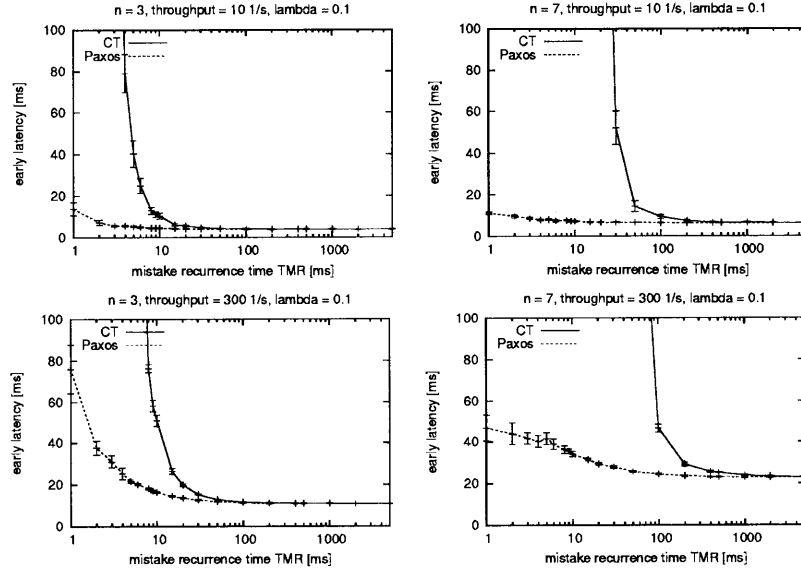 n = 3, throughput = 10 1/s, lambda = 0.1
100
80
60
40
20
0
early latency [ms]
CT
Paxos
1
10
100
1000
mistake recurrence time TMR [ms]
n = 7, throughput = 10 1/s, lambda = 0.1
100
80
60
40
20
0
early latency [ms]
CT
Paxos
1
10
100
1000
mistake recurrence time TMR [ms]
n = 3, throughput = 300 1/s, lambda = 0.1
100
80
60
40
20
0
early latency [ms]
CT
Paxos
1
10
100
1000
mistake recurrence time TMR [ms]
n = 7, throughput = 300 1/s, lambda = 0.1
100
80
60
40
20
0
early latency [ms]
CT
Paxos
1
10
100
1000
mistake recurrence time TMR [ms]